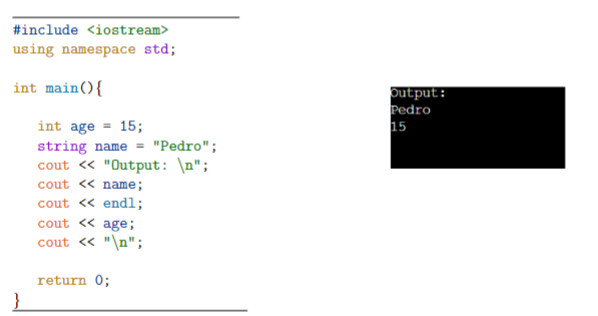 #include <iostream>
using namespace std;
int main(){
int age = 15;
string name = "Pedro";
cout << "Output: \n";
cout << name;
cout << endl;
cout << age;
cout << "\n";
return 0;
}
Output:
Pedro
15